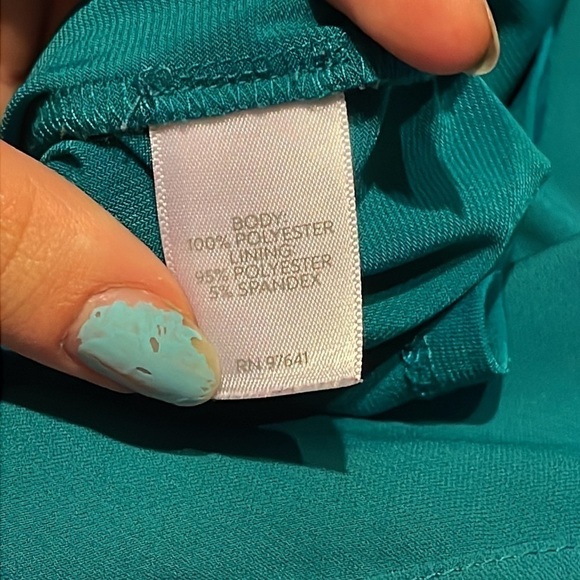 BODY:
100% POLYESTER
LINING:
95% POLYESTER
5% SPANDEX
RN 97641